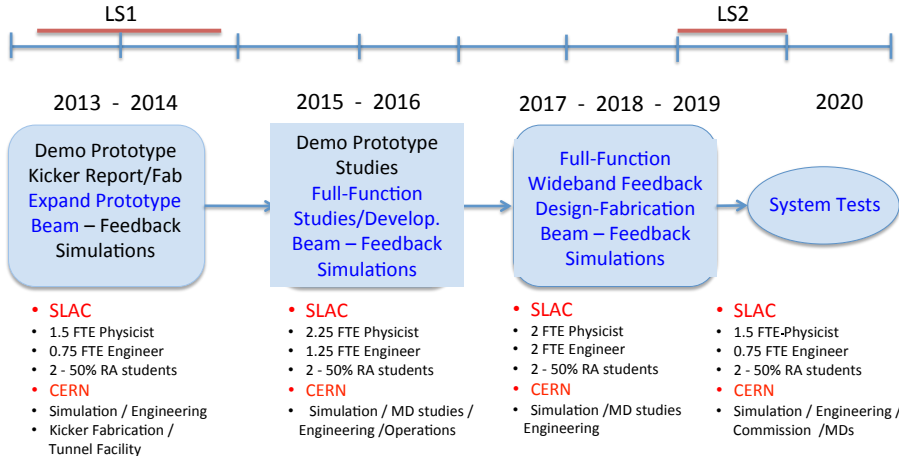 LS1
LS2
2013 - 2014
2015 - 2016
2017 - 2018 - 2019
2020
Demo Prototype
Kicker Report/Fab
Expand Prototype
Beam – Feedback
Simulations
Demo Prototype
Studies
Full-Function
Studies/Develop.
Beam – Feedback
Simulations
Full-Function
Wideband Feedback
Design-Fabrication
Beam – Feedback
Simulations
System Tests
• SLAC
• 1.5 FTE Physicist
• 0.75 FTE Engineer
• 2 - 50% RA students
• CERN
• Simulation / Engineering
• Kicker Fabrication /
Tunnel Facility
• SLAC
• 2.25 FTE Physicist
• 1.25 FTE Engineer
• 2 - 50% RA students
• CERN
• Simulation / MD studies /
Engineering /Operations
• SLAC
• 2 FTE Physicist
• 2 FTE Engineer
• 2 - 50% RA students
• CERN
• Simulation /MD studies
Engineering
• SLAC
• 1.5 FTE-Physicist
• 0.75 FTE Engineer
• 2 - 50% RA students
• CERN
• Simulation / Engineering /
Commission /MDs